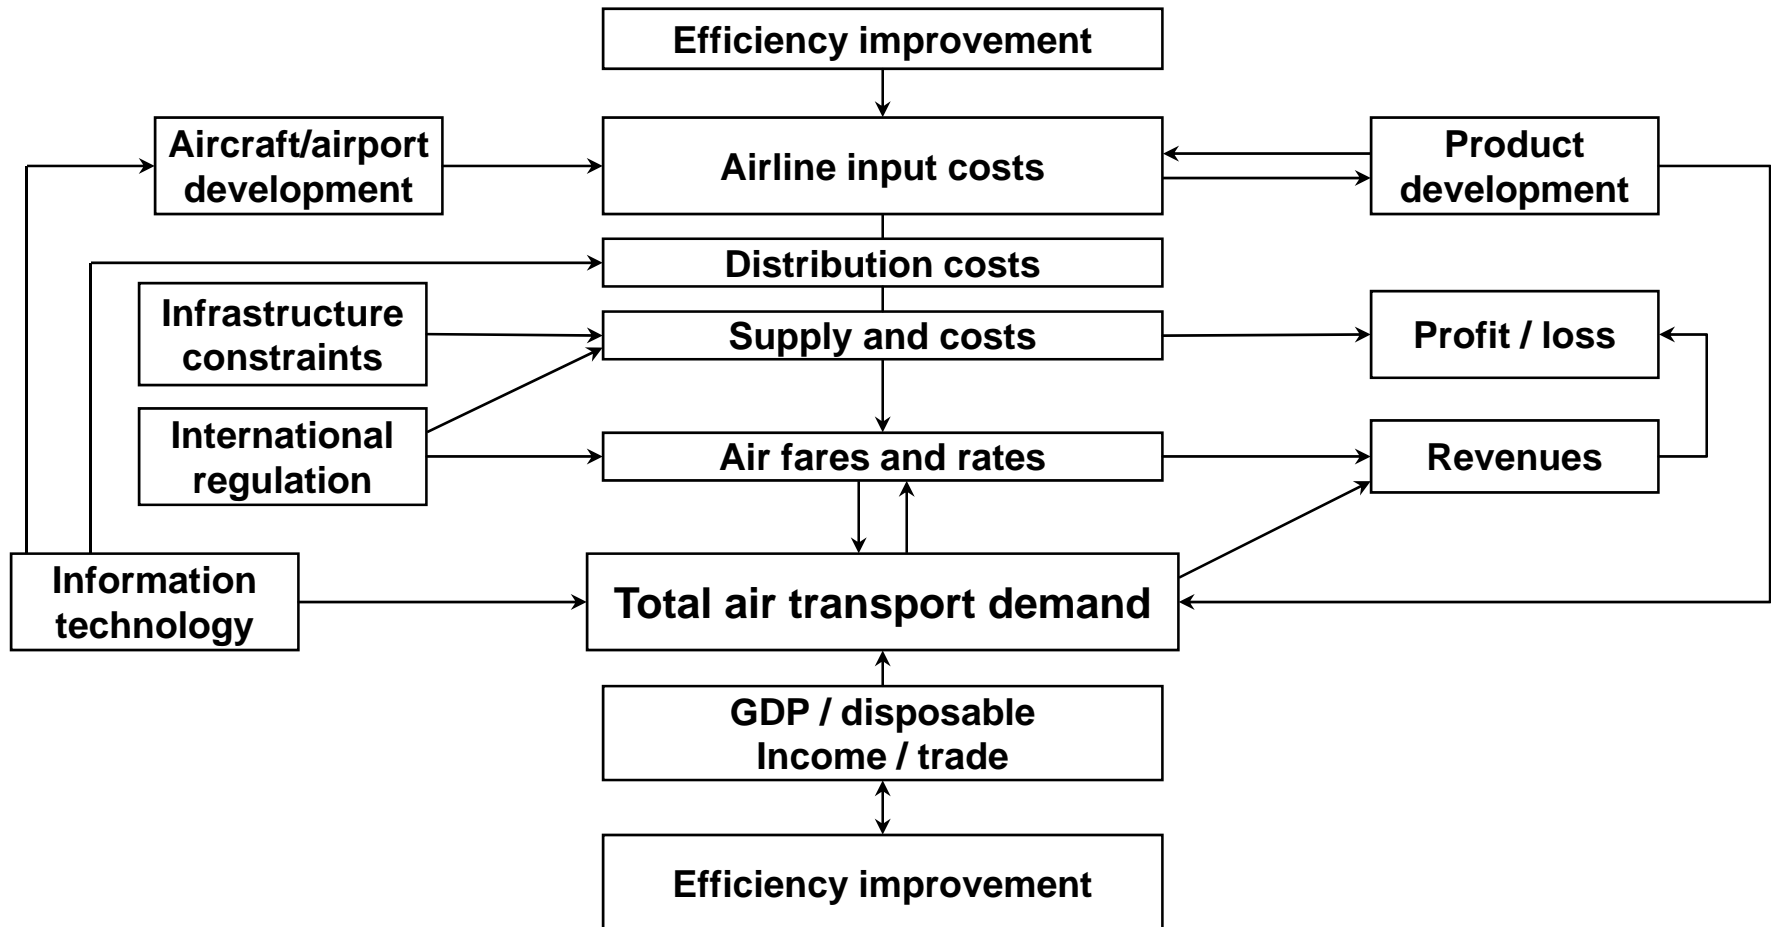 Efficiency improvement
Aircraft/airport
development
Airline input costs
Product
development
Distribution costs
Infrastructure
constraints
Supply and costs
Profit / loss
International
regulation
Air fares and rates
Revenues
Information
technology
Total air transport demand
GDP / disposable
Income / trade
Efficiency improvement